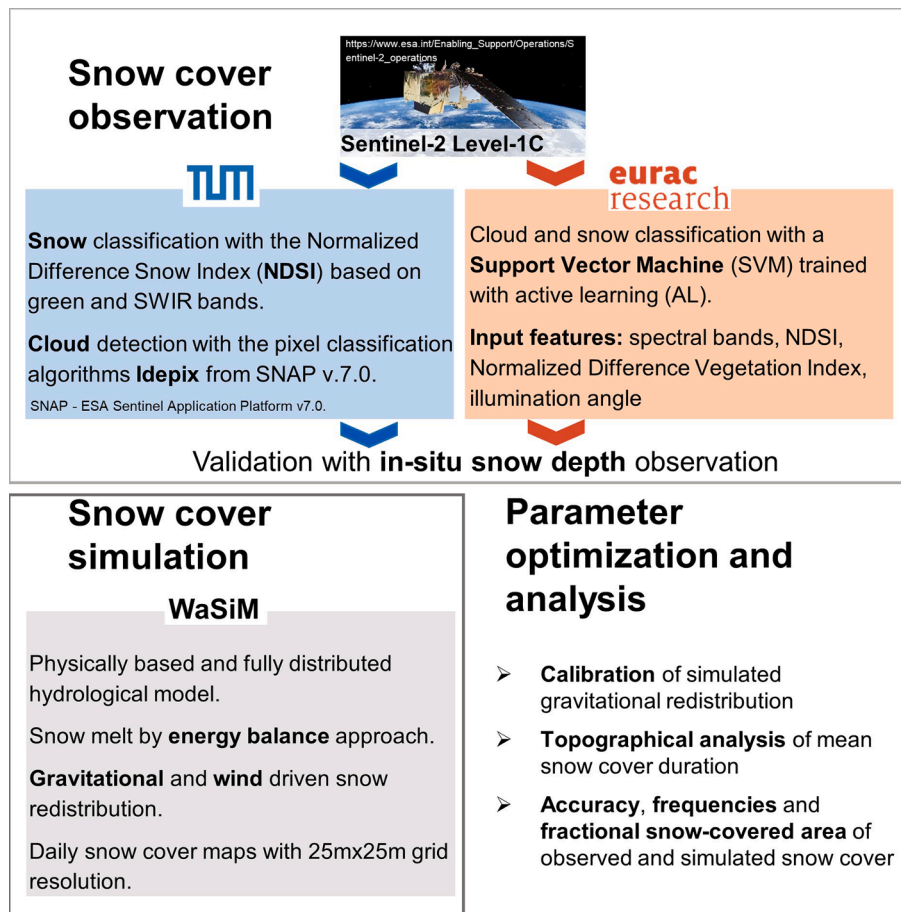 Snow cover
observation
https://www.esa.int/Enabling_Support/Operations/S
entinel-2_operations
Sentinel-2 Level-1C
TUM
Snow classification with the Normalized
Difference Snow Index (NDSI) based on
green and SWIR bands.
Cloud detection with the pixel classification
algorithms Idepix from SNAP v.7.0.
SNAP - ESA Sentinel Application Platform v7.0.
eurac
research
Cloud and snow classification with a
Support Vector Machine (SVM) trained
with active learning (AL).
Input features: spectral bands, NDSI,
Normalized Difference Vegetation Index,
illumination angle
Validation with in-situ snow depth observation
Snow cover
simulation
WaSiM
Physically based and fully distributed
hydrological model.
Snow melt by energy balance approach.
Gravitational and wind driven snow
redistribution.
Daily snow cover maps with 25mx25m grid
resolution.
Parameter
optimization and
analysis
➢ Calibration of simulated
gravitational redistribution
➢ Topographical analysis of mean
snow cover duration
➢ Accuracy, frequencies and
fractional snow-covered area of
observed and simulated snow cover